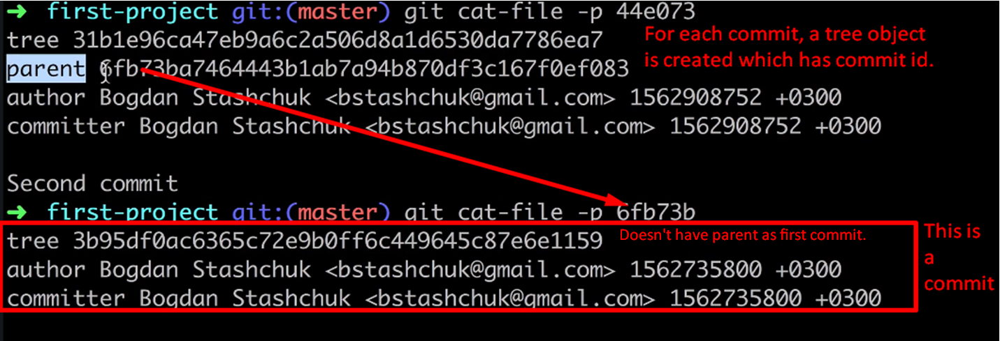 ➜ first-project git:(master) git cat-file -p 44e073
tree 31b1e96ca47eb9a6c2a506d8a1d6530da7786ea7
For each commit, a tree object
is created which has commit id.
parent 6fb73ba7464443b1ab7a94b870df3c167f0ef083
author Bogdan Stashchuk <bstashchuk@gmail.com> 1562908752 +0300
committer Bogdan Stashchuk <bstashchuk@gmail.com> 1562908752 +0300
Second commit
➜ first-project git:(master) git cat-file -p 6fb73b
tree 3b95df0ac6365c72e9b0ff6c449645c87e6e1159
Doesn't have parent as first commit.
author Bogdan Stashchuk <bstashchuk@gmail.com> 1562735800 +0300
committer Bogdan Stashchuk <bstashchuk@gmail.com> 1562735800 +0300
This is
a
commit